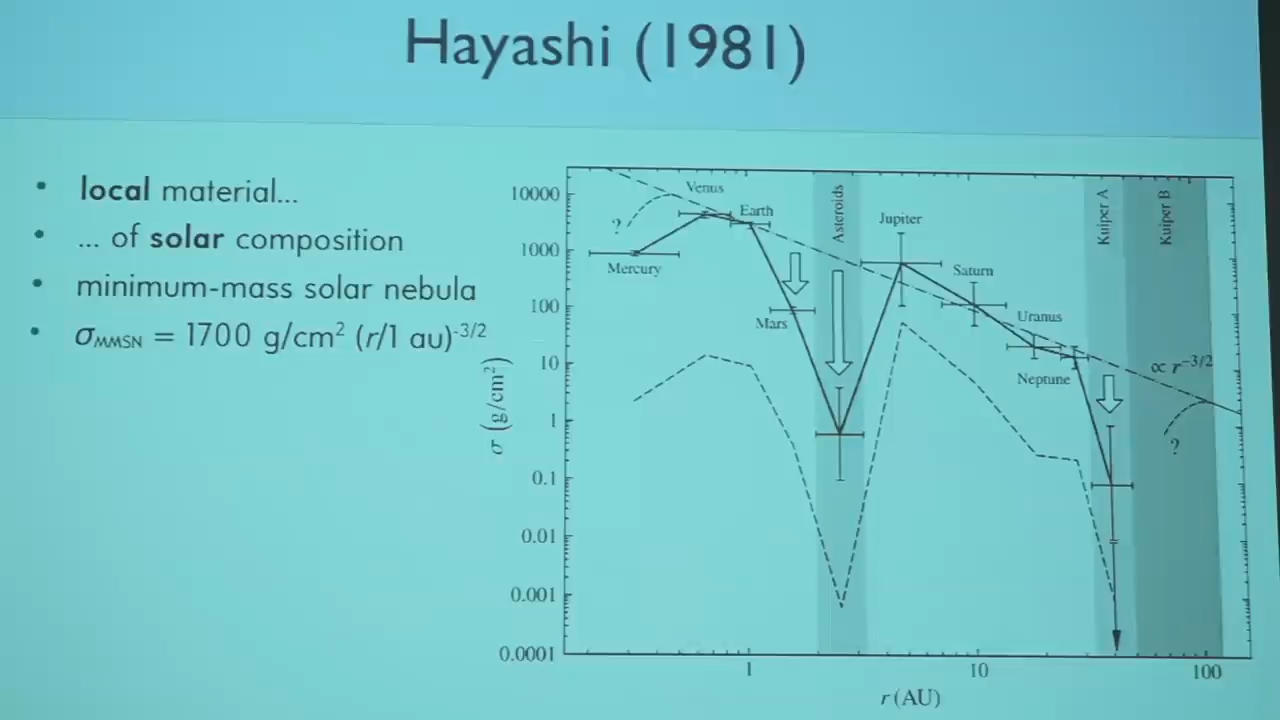 Hayashi (1981)
• local material...
• ... of solar composition
• minimum-mass solar nebula
• σMMSN = 1700 g/cm² (r/1 au)⁻³/²
10000
1000
100
10
1
0.1
0.01
0.001
0.0001
σ (g/cm²)
Venus
?
Earth
Mercury
Mars
Asteroids
Jupiter
Saturn
Uranus
Neptune
Kuiper A
Kuiper B
∝ r⁻³/²
?
1
10
100
r (AU)